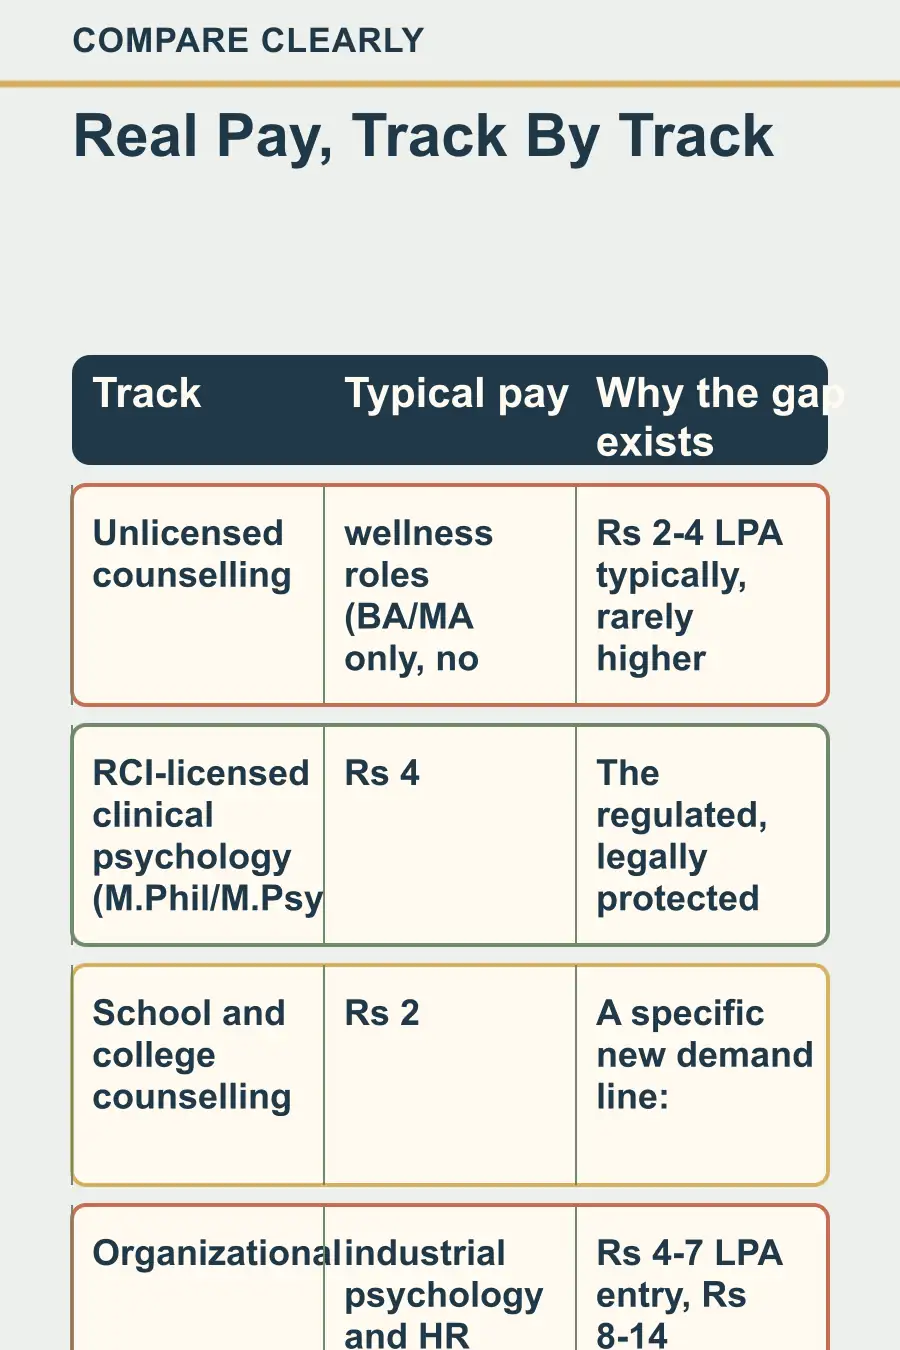 COMPARE CLEARLY
Real Pay, Track By Track
Track
Typical pay
Why the gap
exists
Unlicensed
counselling
wellness
roles
(BA/MA
only, no
Rs 2-4 LPA
typically,
rarely
higher
RCI-licensed
clinical
psychology
(M.Phil/M.Psy
Rs 4
The
regulated,
legally
protected
School and
college
counselling
Rs 2
A specific
new demand
line:
Organizational
industrial
psychology
and HR
Rs 4-7 LPA
entry, Rs
8-14